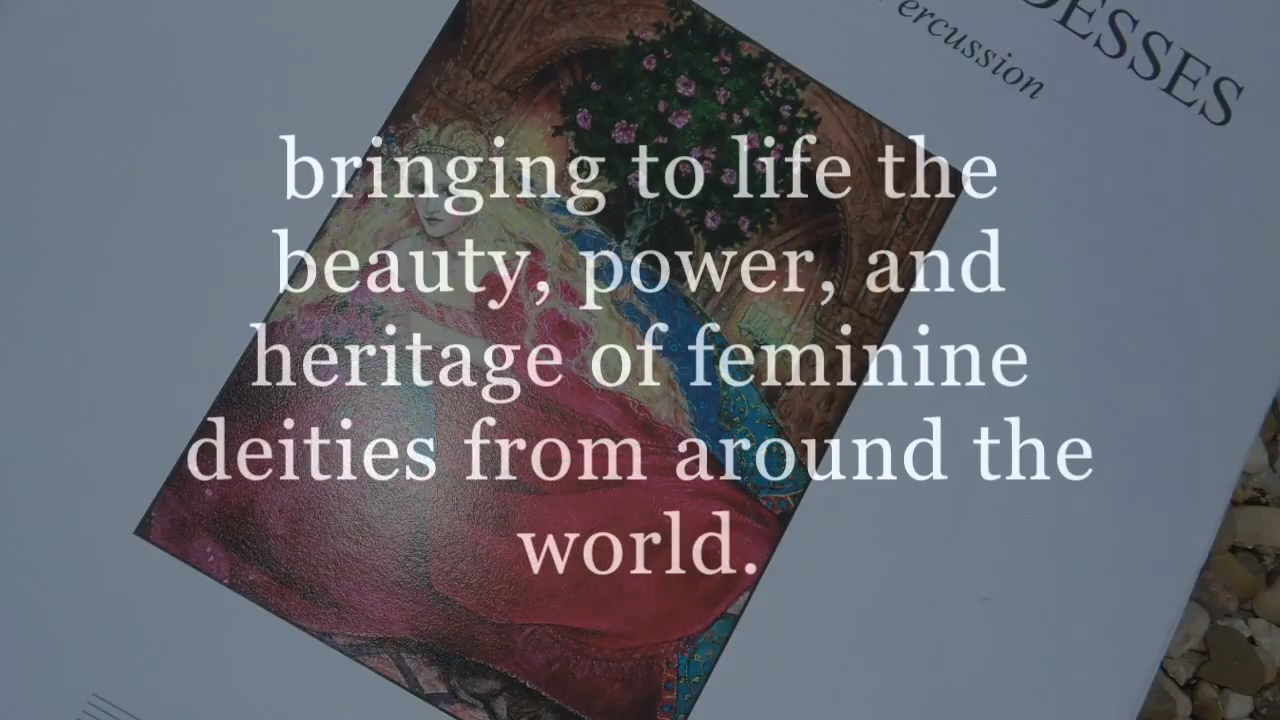 DESSES
ercussion
bringing to life the
beauty, power, and
heritage of feminine
deities from around the
world.